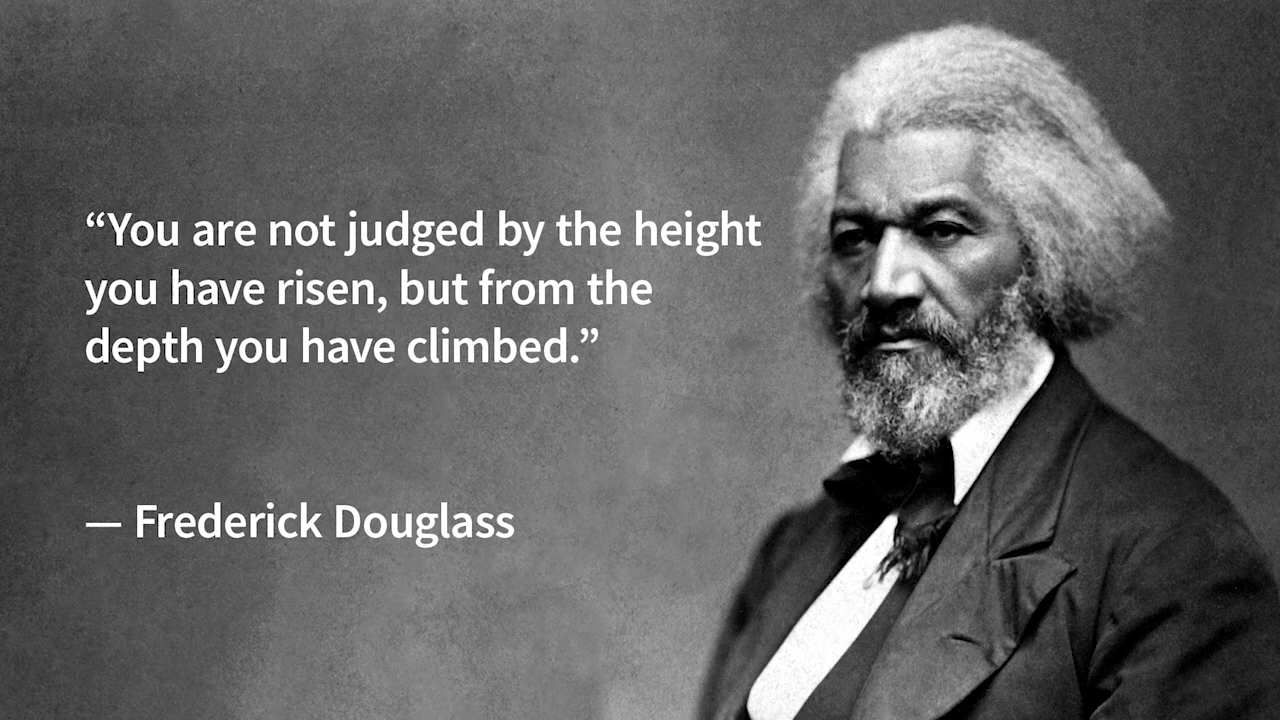 “You are not judged by the height
you have risen, but from the
depth you have climbed.”
— Frederick Douglass